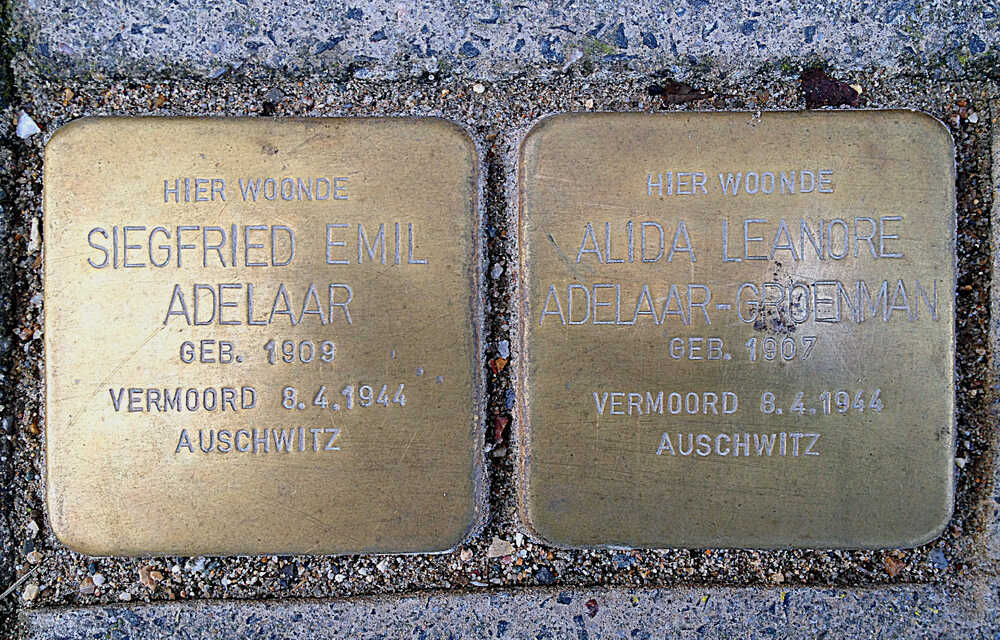 HIER WOONDE
SIEGFRIED EMIL
ADELAAR
GEB. 1909
VERMOORD 8.4.1944
AUSCHWITZ
HIER WOONDE
ALIDA LEANORE
ADELAAR-GROENMAN
GEB. 1907
VERMOORD 8.4.1944
AUSCHWITZ